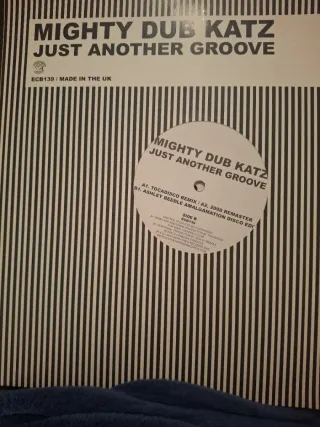 MIGHTY DUB KATZ
JUST ANOTHER GROOVE
ECB139 / MADE IN THE UK
MIGHTY DUB KATZ
JUST ANOTHER GROOVE
A1. TOCADISCO REMIX / A2. 2008 REMASTER
B1. ASHLEY BEEDLE AMALGAMATION DISCO EDIT
SIDE B